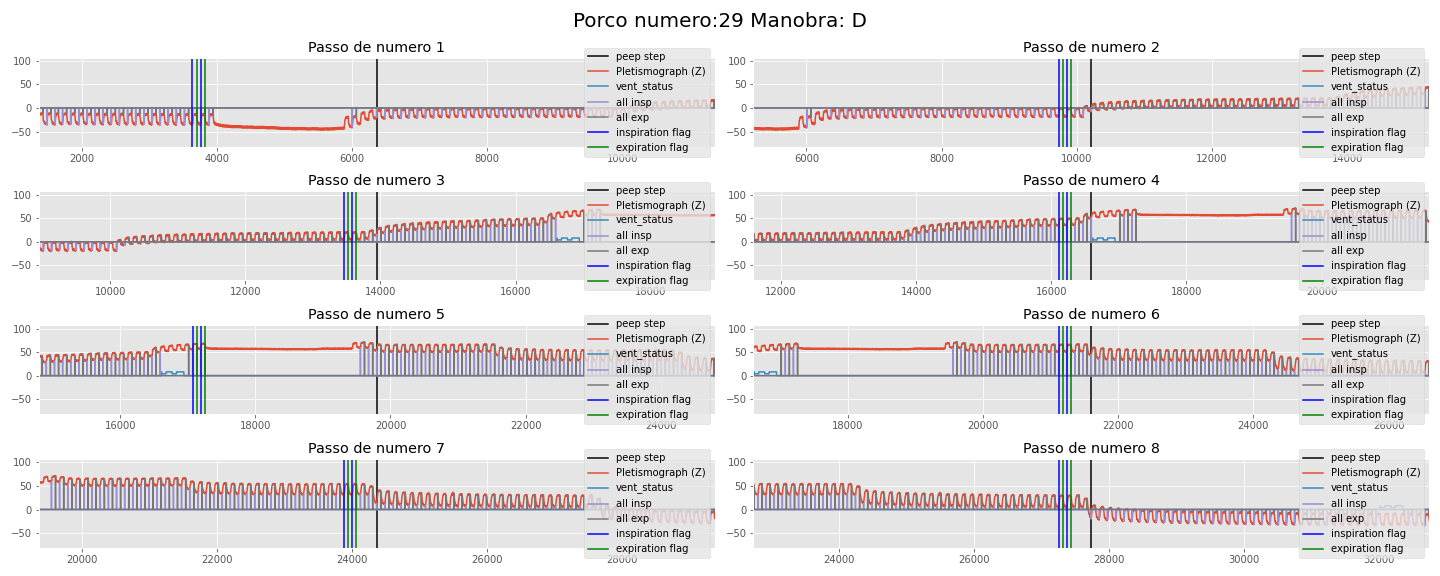 Porco numero:29 Manobra: D
Passo de numero 1
100
50
0
−50
2000
4000
6000
8000
10000
peep step
Pletismograph (Z)
vent_status
all insp
all exp
inspiration flag
expiration flag
Passo de numero 2
100
50
0
−50
6000
8000
10000
12000
14000
peep step
Pletismograph (Z)
vent_status
all insp
all exp
inspiration flag
expiration flag
Passo de numero 3
100
50
0
−50
10000
12000
14000
16000
18000
peep step
Pletismograph (Z)
vent_status
all insp
all exp
inspiration flag
expiration flag
Passo de numero 4
100
50
0
−50
12000
14000
16000
18000
20000
peep step
Pletismograph (Z)
vent_status
all insp
all exp
inspiration flag
expiration flag
Passo de numero 5
100
50
0
−50
16000
18000
20000
22000
24000
peep step
Pletismograph (Z)
vent_status
all insp
all exp
inspiration flag
expiration flag
Passo de numero 6
100
50
0
−50
18000
20000
22000
24000
26000
peep step
Pletismograph (Z)
vent_status
all insp
all exp
inspiration flag
expiration flag
Passo de numero 7
100
50
0
−50
20000
22000
24000
26000
28000
peep step
Pletismograph (Z)
vent_status
all insp
all exp
inspiration flag
expiration flag
Passo de numero 8
100
50
0
−50
24000
26000
28000
30000
32000
peep step
Pletismograph (Z)
vent_status
all insp
all exp
inspiration flag
expiration flag